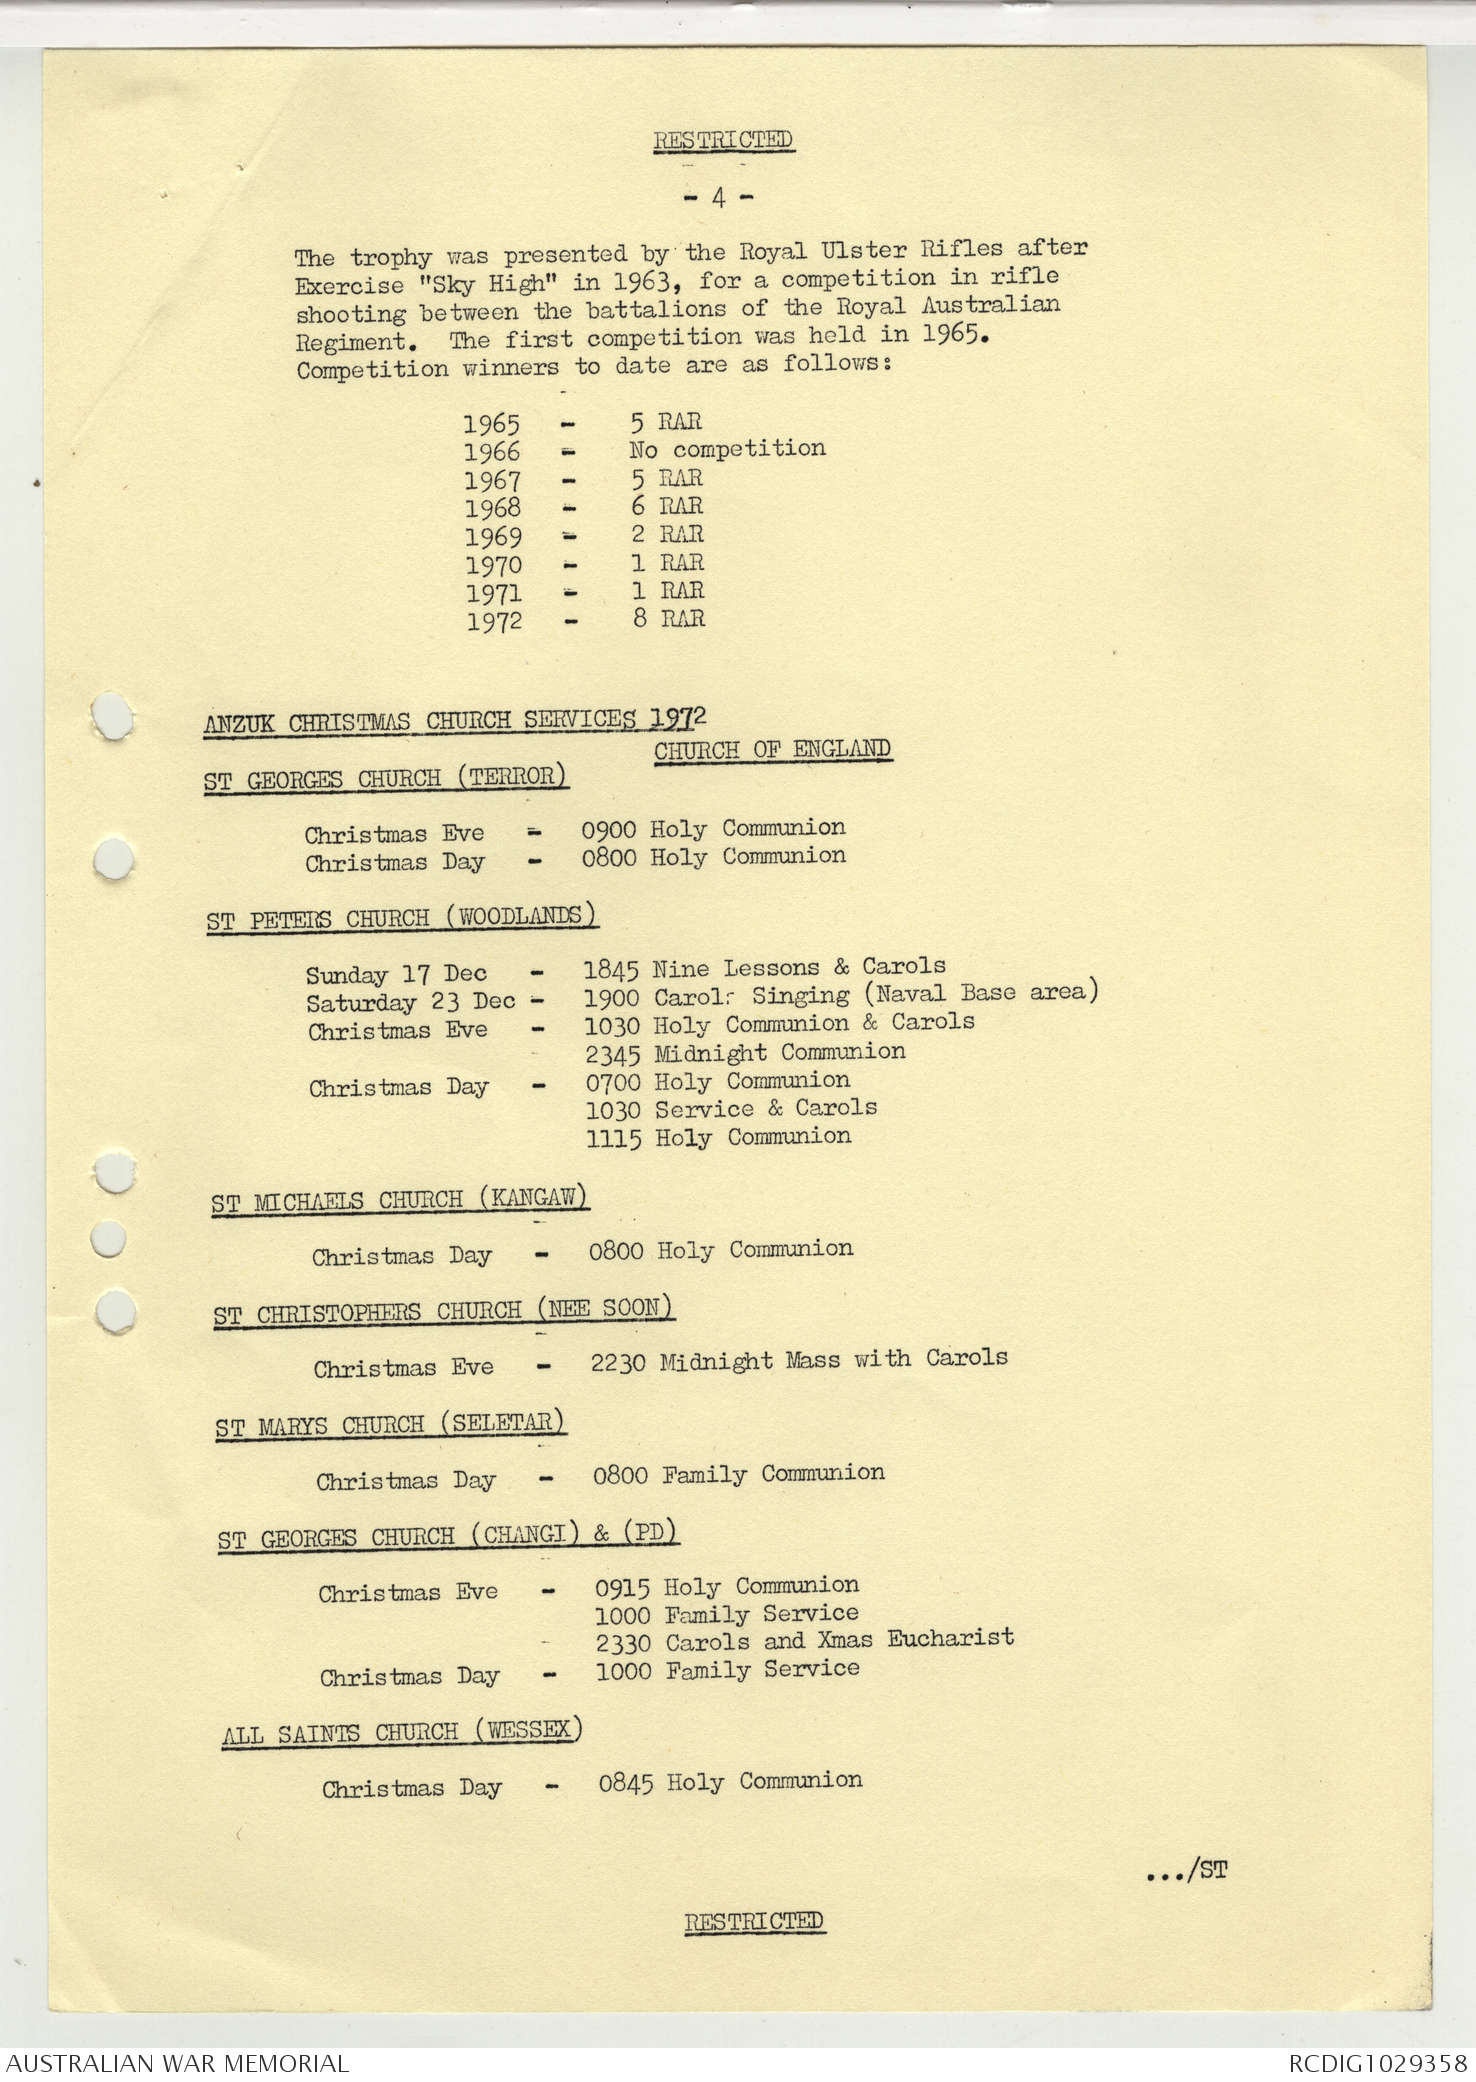 RESTRICTED
- 4 -
The trophy was presented by the Royal Ulster Rifles after
Exercise "Sky High" in 1963, for a competition in rifle
shooting between the battalions of the Royal Australian
Regiment. The first competition was held in 1965.
Competition winners to date are as follows:
1965 - 5 RAR
1966 - No competition
1967 - 5 RAR
1968 - 6 RAR
1969 - 2 RAR
1970 - 1 RAR
1971 - 1 RAR
1972 - 8 RAR
ANZUK CHRISTMAS CHURCH SERVICES 1972
CHURCH OF ENGLAND
ST GEORGES CHURCH (TERROR)
Christmas Eve - 0900 Holy Communion
Christmas Day - 0800 Holy Communion
ST PETERS CHURCH (WOODLANDS)
Sunday 17 Dec - 1845 Nine Lessons & Carols
Saturday 23 Dec - 1900 Carols Singing (Naval Base area)
Christmas Eve - 1030 Holy Communion & Carols
2345 Midnight Communion
Christmas Day - 0700 Holy Communion
1030 Service & Carols
1115 Holy Communion
ST MICHAELS CHURCH (KANGAW)
Christmas Day - 0800 Holy Communion
ST CHRISTOPHERS CHURCH (NEE SOON)
Christmas Eve - 2230 Midnight Mass with Carols
ST MARYS CHURCH (SELETAR)
Christmas Day - 0800 Family Communion
ST GEORGES CHURCH (CHANGI) & (PD)
Christmas Eve - 0915 Holy Communion
1000 Family Service
2330 Carols and Xmas Eucharist
Christmas Day - 1000 Family Service
ALL SAINTS CHURCH (WESSEX)
Christmas Day - 0845 Holy Communion
.../ST
RESTRICTED
AUSTRALIAN WAR MEMORIAL
RCDIG1029358